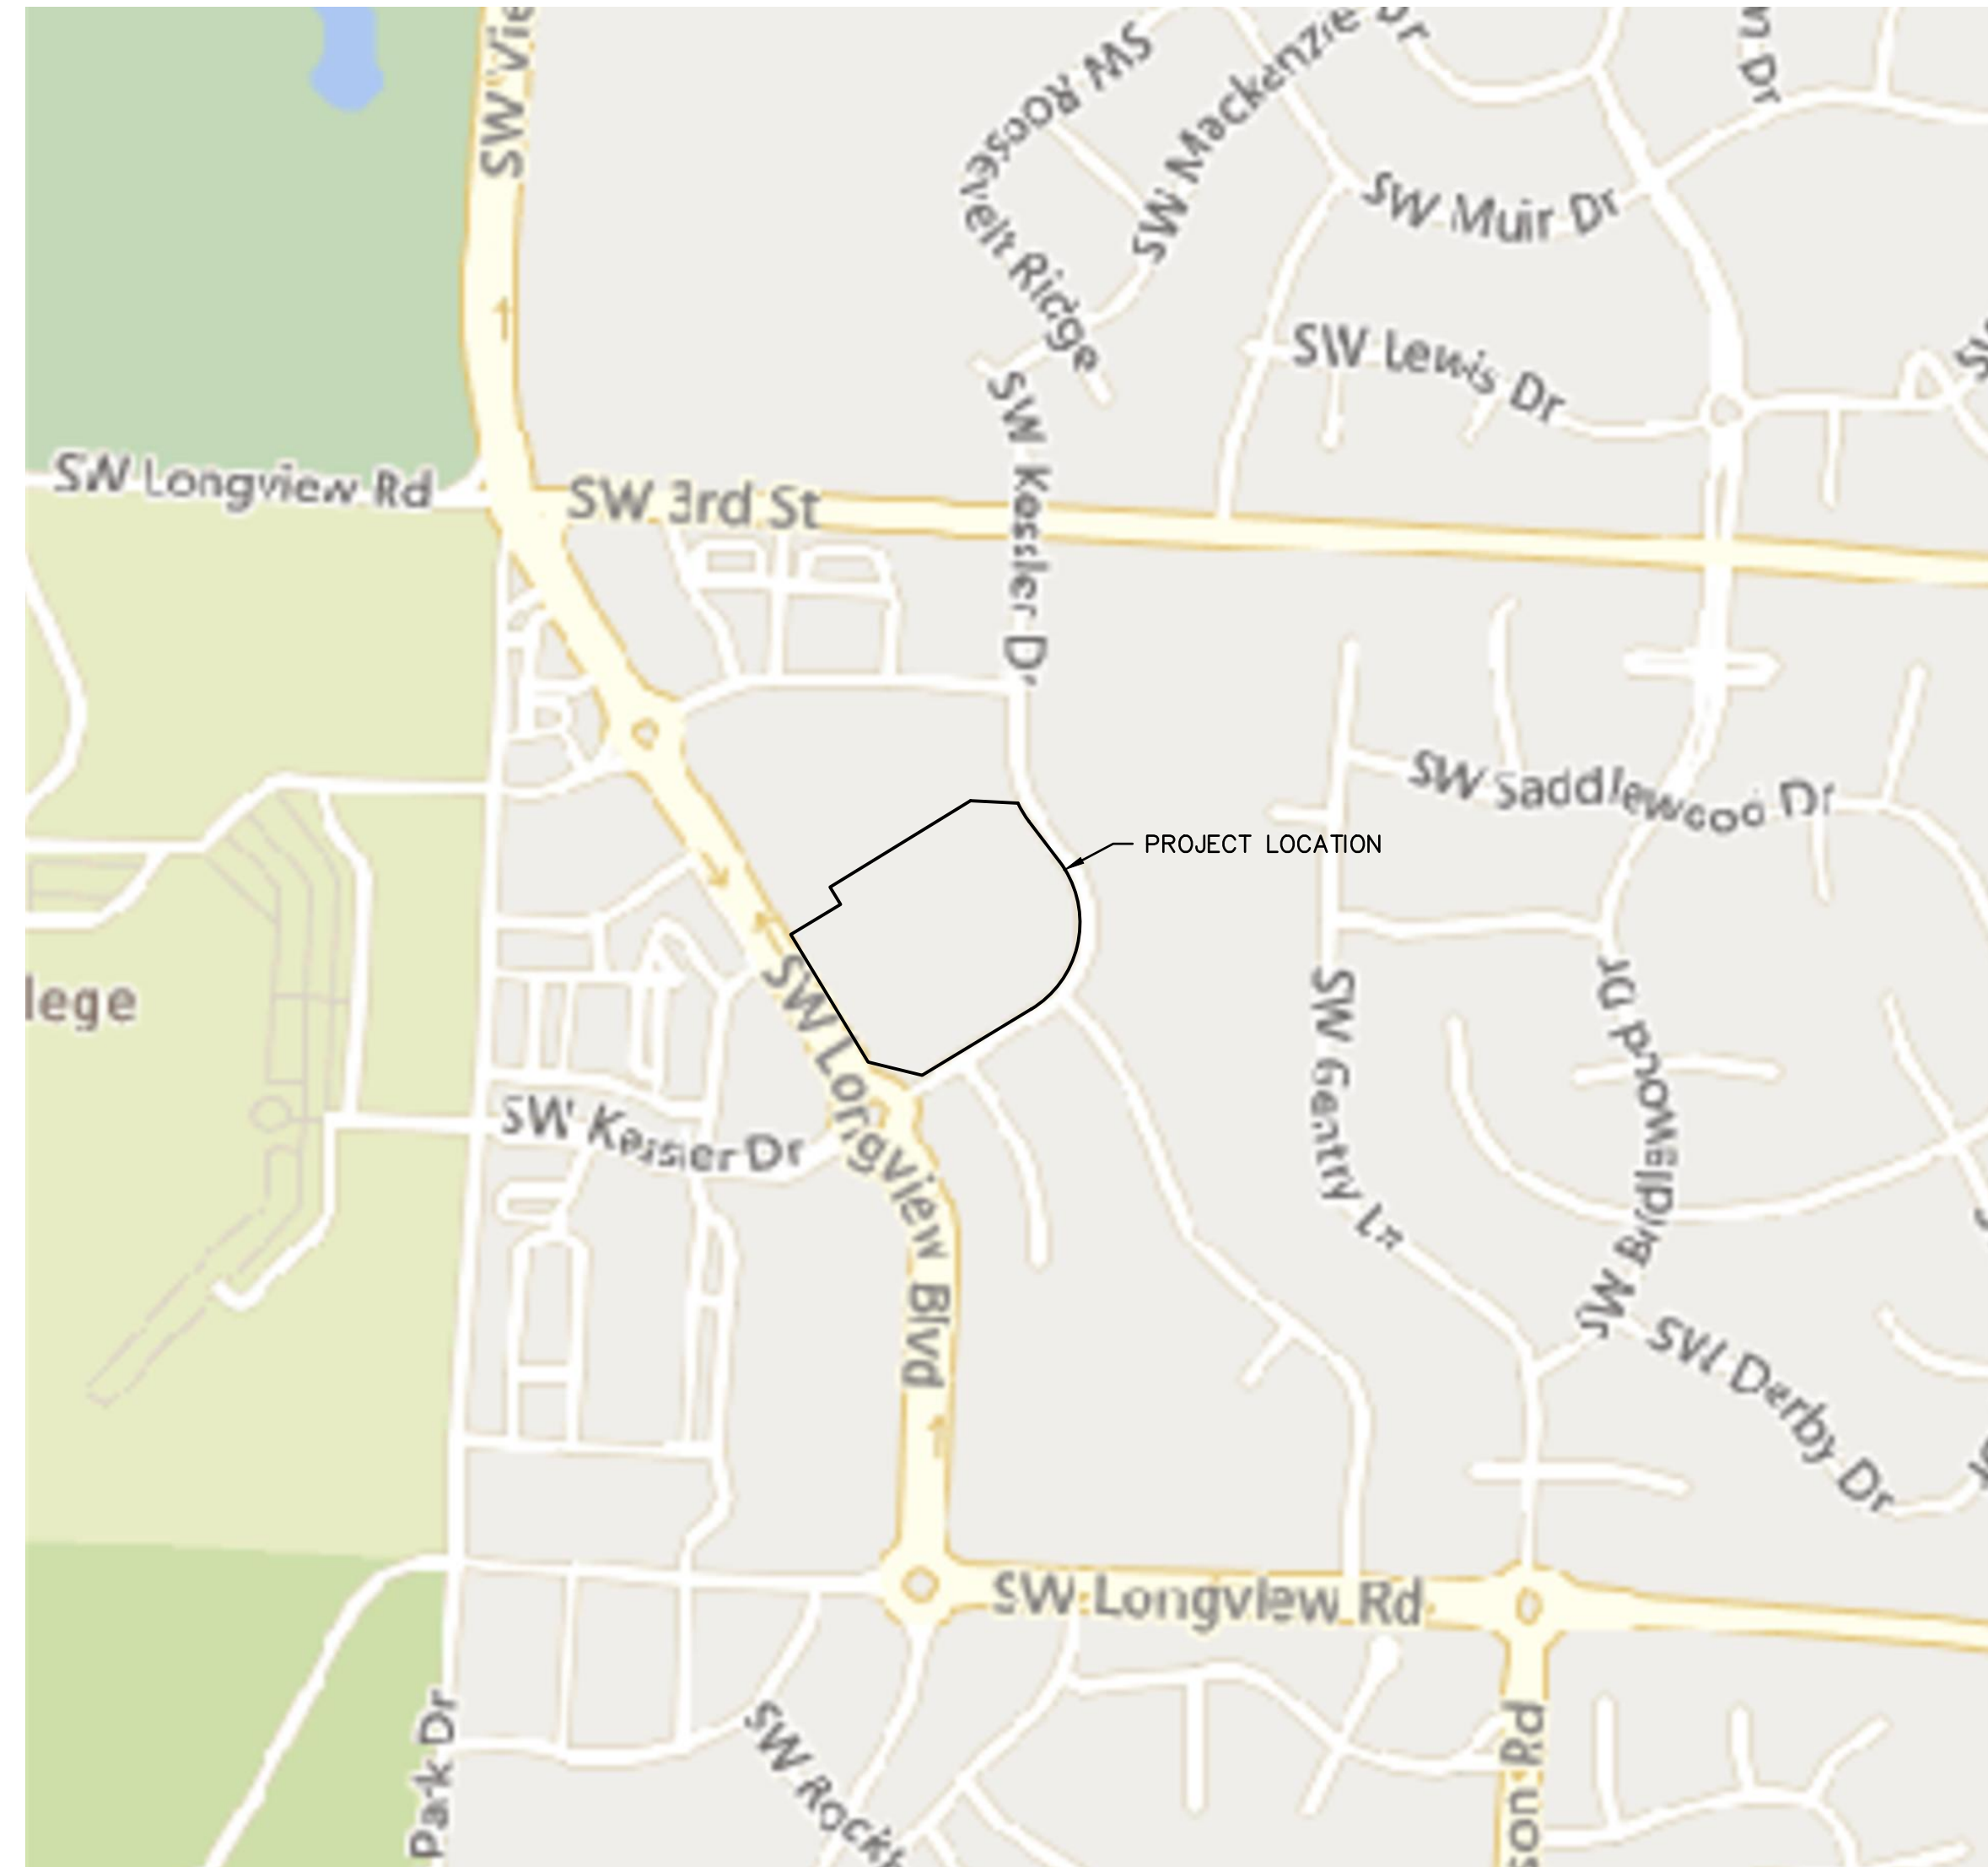 SW Vie
SW Roosevelt Ridge
SW Mackenzie
Dr
n Dr
SW Muir Dr
SW Lewis Dr
SW Longview Rd
SW 3rd St
SW Kessler Dr
SW Saddlewood Dr
PROJECT LOCATION
lege
SW Longview Blvd
SW Gentry Ln
SW Bridlewood Dr
SW Kessler Dr
SW Derby Dr
SW Longview Rd
Park Dr
SW Rocks
son Rd